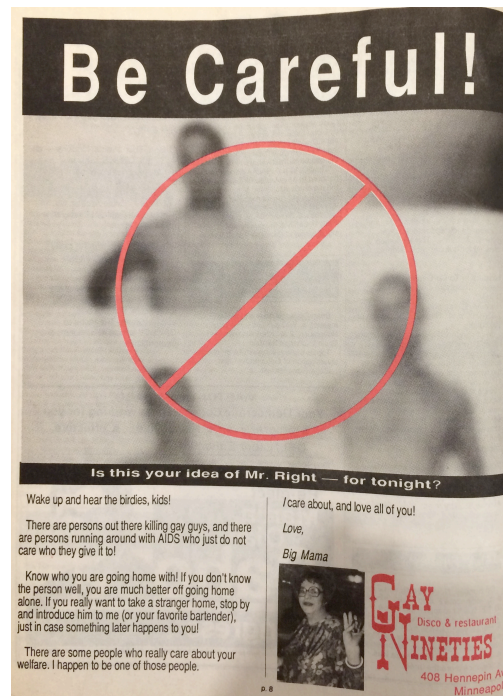 Be Careful!
Is this your idea of Mr. Right — for tonight?
Wake up and hear the birdies, kids!
There are persons out there killing gay guys, and there
are persons running around with AIDS who just do not
care who they give it to!
Know who you are going home with! If you don't know
the person well, you are much better off going home
alone. If you really want to take a stranger home, stop by
and introduce him to me (or your favorite bartender),
just in case something later happens to you!
There are some people who really care about your
welfare. I happen to be one of those people.
I care about, and love all of you!
Love,
Big Mama
GAY
Disco & restaurant
NINETIES
408 Hennepin
p. 8